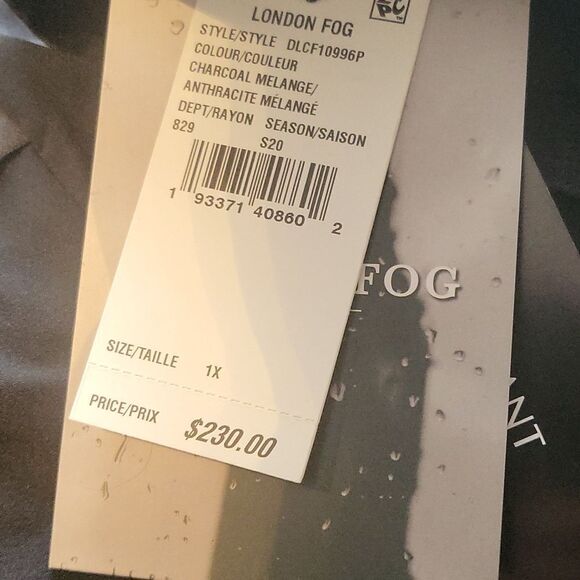 LONDON FOG
STYLE/STYLE DLCF10996P
COLOUR/COULEUR
CHARCOAL MELANGE/
ANTHRACITE MÉLANGÉ
DEPT/RAYON SEASON/SAISON
829 S20
1 93371 40860 2
SIZE/TAILLE 1X
PRICE/PRIX $230.00
PC™
FOG
ANT